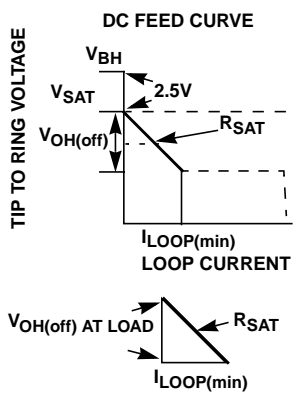 DC FEED CURVE
TIP TO RING VOLTAGE
VBH
VSAT
2.5V
VOH(off)
RSAT
ILOOP(min)
LOOP CURRENT
VOH(off) AT LOAD
RSAT
ILOOP(min)